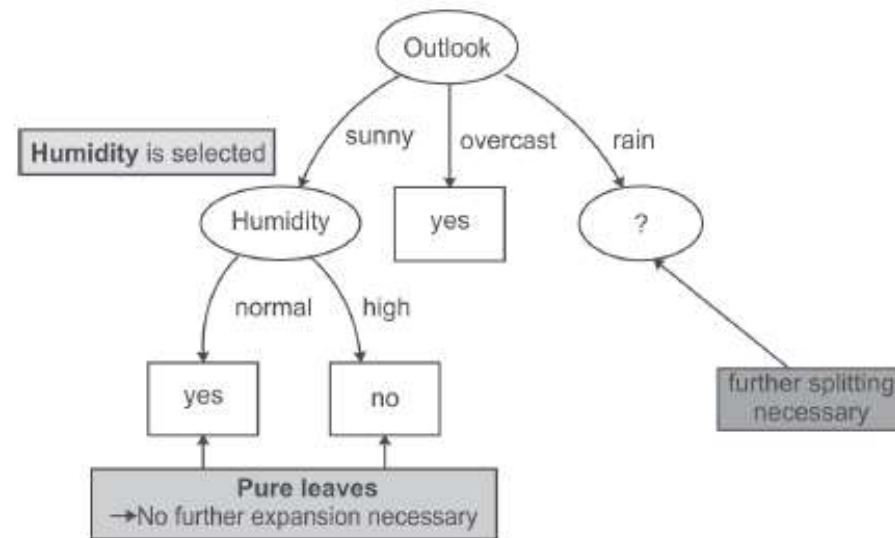 Outlook
sunny
overcast
rain
Humidity is selected
Humidity
yes
?
normal
high
yes
no
further splitting
necessary
Pure leaves
→No further expansion necessary